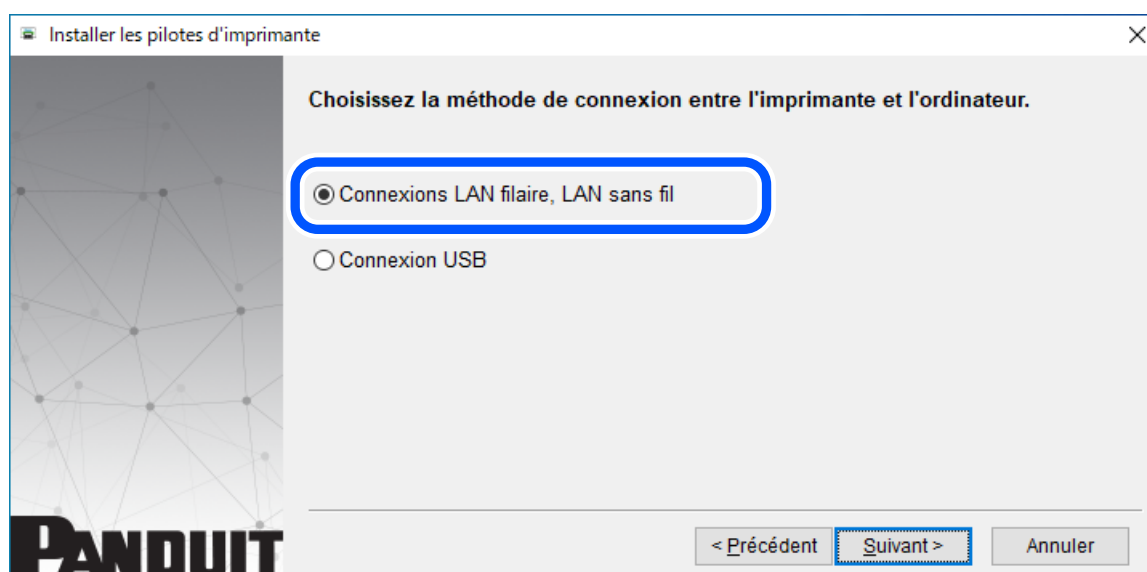 Installer les pilotes d'imprimante
Choisissez la méthode de connexion entre l'imprimante et l'ordinateur.
Connexions LAN filaire, LAN sans fil
Connexion USB
PANDUIT
< Précédent
Suivant >
Annuler